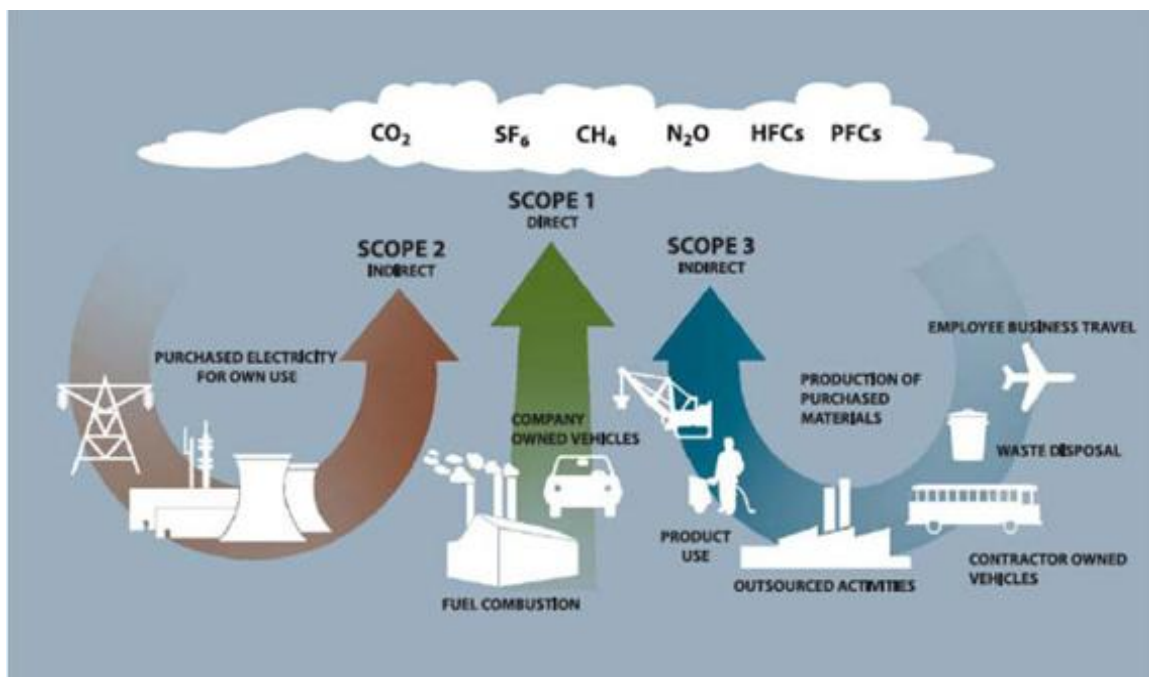 CO₂ SF₆ CH₄ N₂O HFCs PFCs
SCOPE 1
DIRECT
SCOPE 2
INDIRECT
SCOPE 3
INDIRECT
PURCHASED ELECTRICITY
FOR OWN USE
COMPANY
OWNED VEHICLES
FUEL COMBUSTION
EMPLOYEE BUSINESS TRAVEL
PRODUCTION OF
PURCHASED
MATERIALS
WASTE DISPOSAL
PRODUCT
USE
OUTSOURCED ACTIVITIES
CONTRACTOR OWNED
VEHICLES